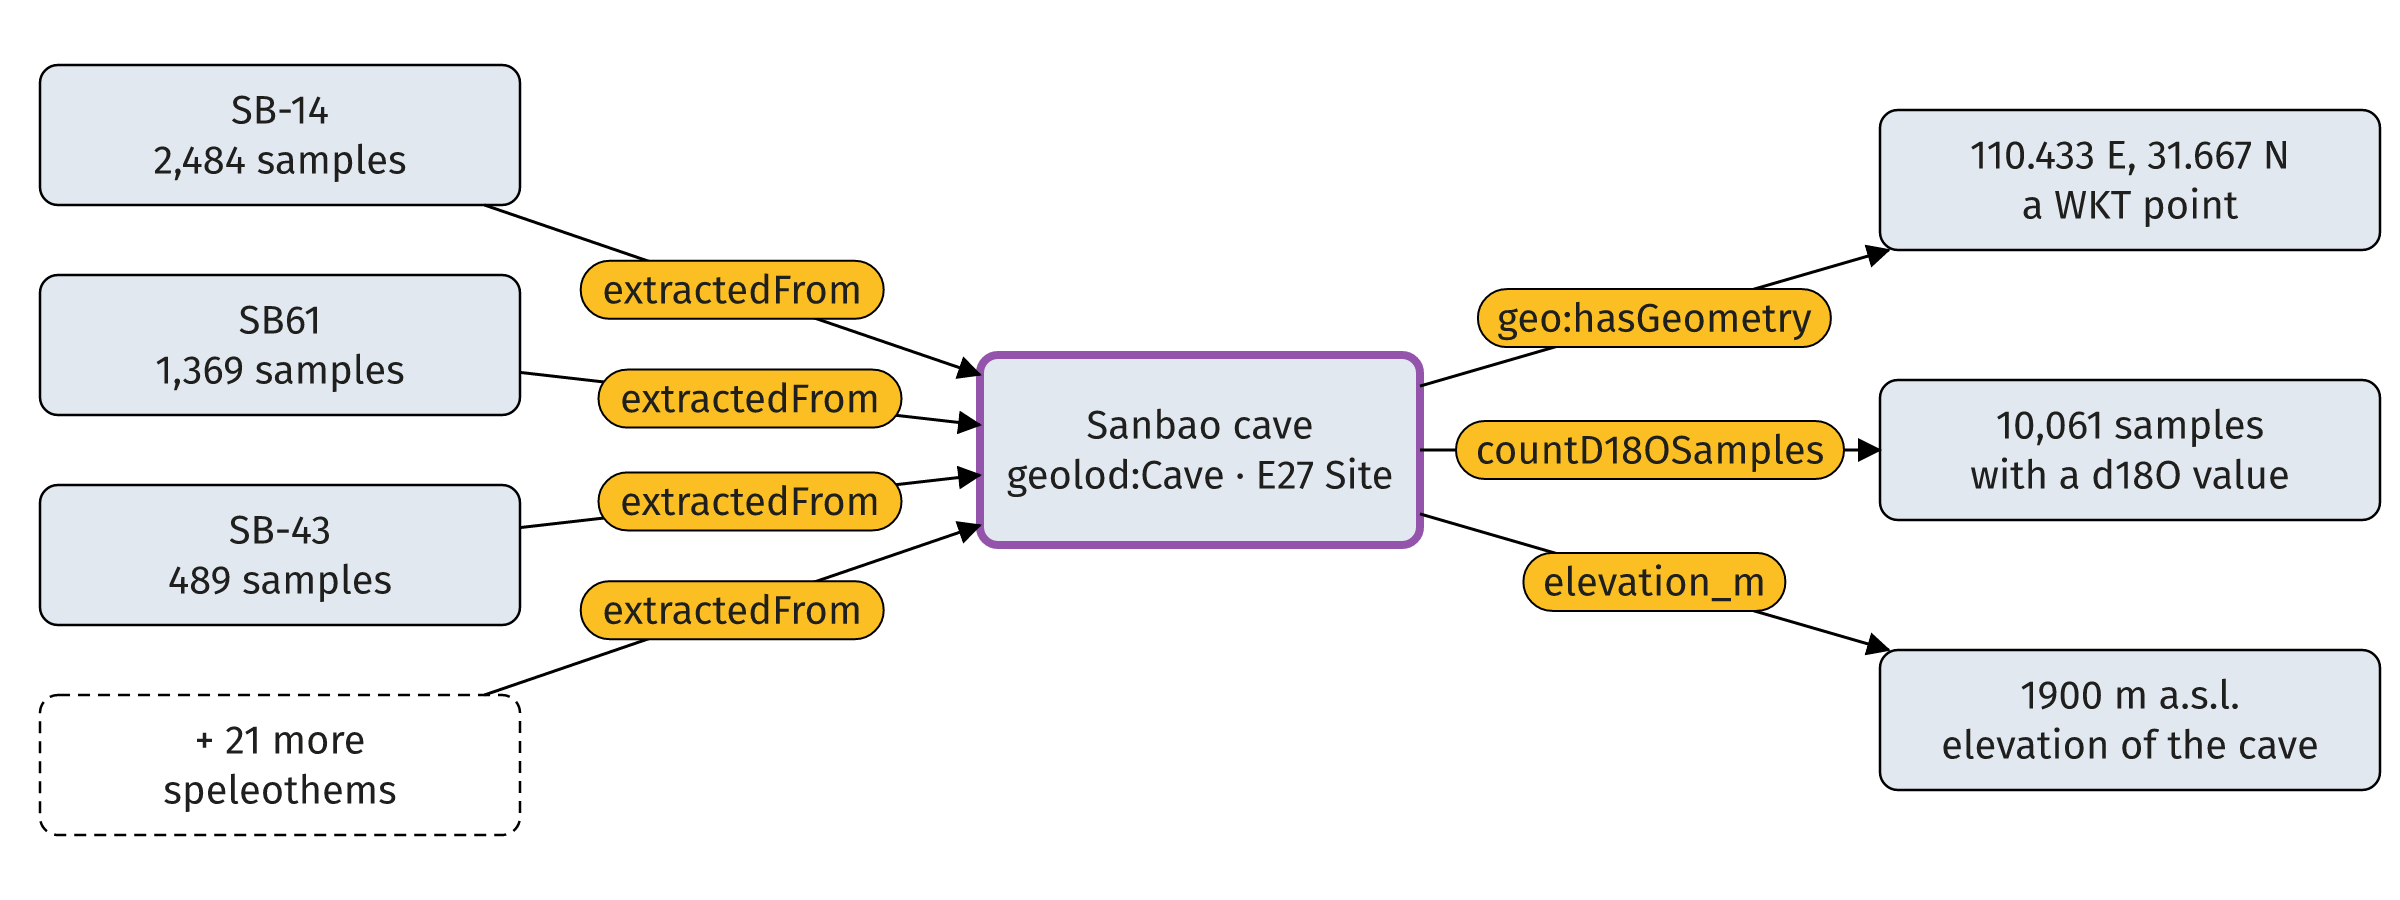 SB-14
2,484 samples
SB61
1,369 samples
SB-43
489 samples
+ 21 more
speleothems
extractedFrom
extractedFrom
extractedFrom
extractedFrom
Sanbao cave
geolod:Cave · E27 Site
geo:hasGeometry
countD18OSamples
elevation_m
110.433 E, 31.667 N
a WKT point
10,061 samples
with a d18O value
1900 m a.s.l.
elevation of the cave